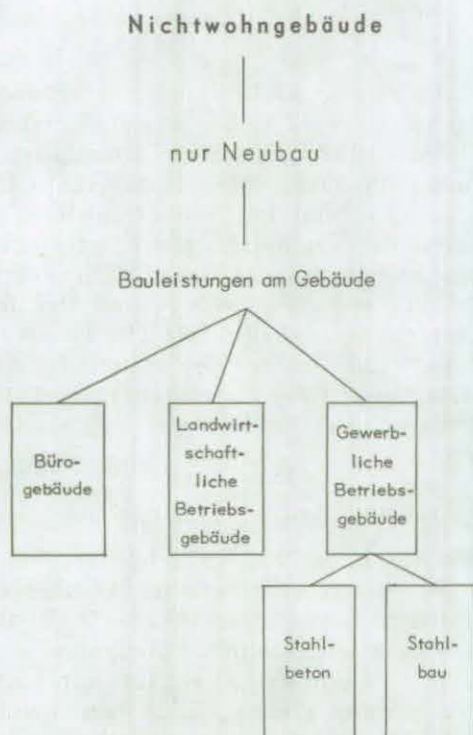 Nichtwohngebäude
nur Neubau
Bauleistungen am Gebäude
Büro-
gebäude
Landwirt-
schaft-
liche
Betriebs-
gebäude
Gewerb-
liche
Betriebs-
gebäude
Stahl-
beton
Stahl-
bau